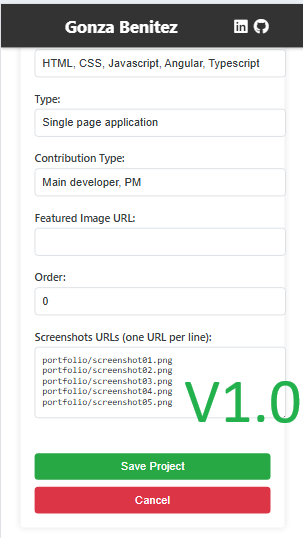 Gonza Benitez
HTML, CSS, Javascript, Angular, Typescript
Type:
Single page application
Contribution Type:
Main developer, PM
Featured Image URL:
Order:
0
Screenshots URLs (one URL per line):
portfolio/screenshot01.png
portfolio/screenshot02.png
portfolio/screenshot03.png
portfolio/screenshot04.png
portfolio/screenshot05.png
V1.0
Save Project
Cancel